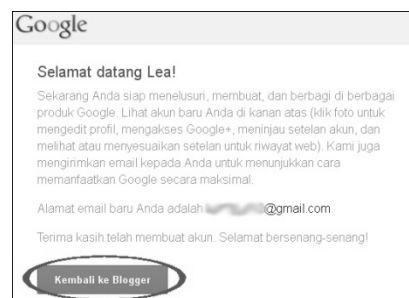 Google
Selamat datang Lea!
Sekarang Anda siap menelusuri, membuat, dan berbagi di berbagai
produk Google. Lihat akun baru Anda di kanan atas (klik foto untuk
mengedit profil, mengakses Google+, meninjau setelan akun, dan
melihat atau menyesuaikan setelan untuk riwayat web). Kami juga
mengirimkan email kepada Anda untuk menunjukkan cara
memanfaatkan Google secara maksimal.
Alamat email baru Anda adalah @gmail.com.
Terima kasih telah membuat akun. Selamat bersenang-senang!
Kembali ke Blogger